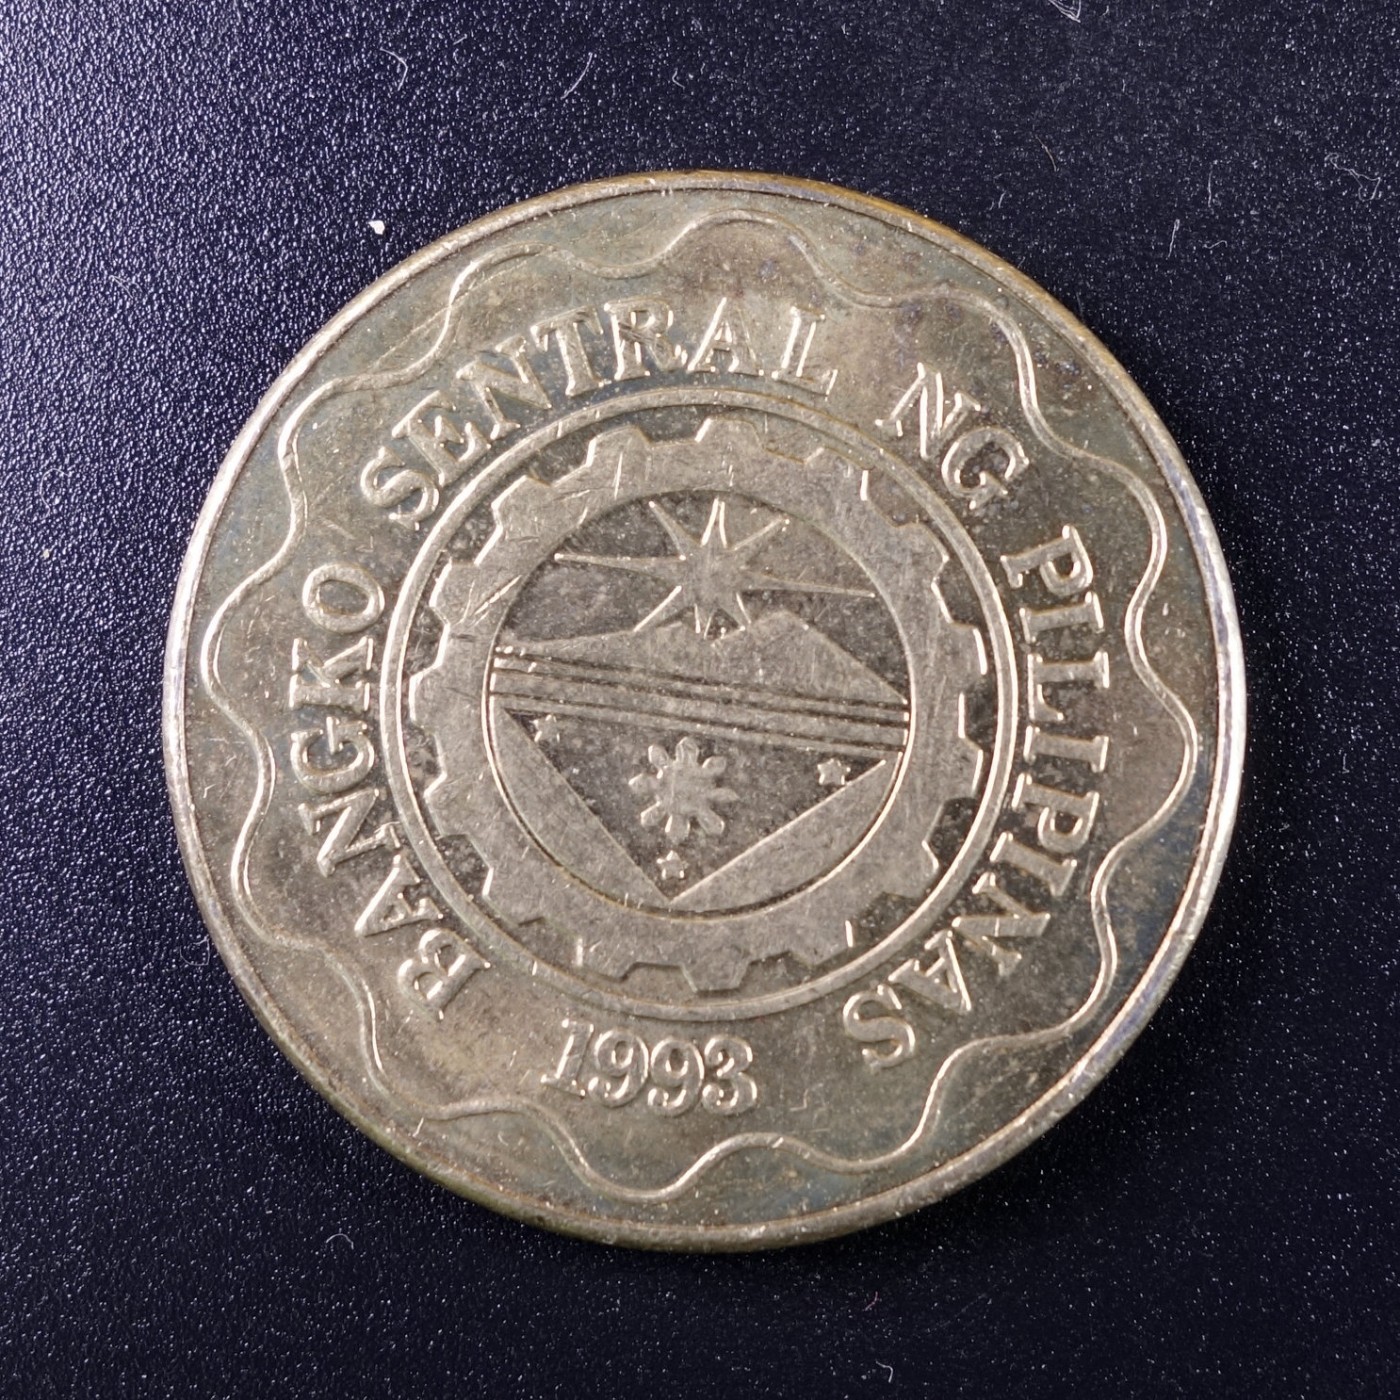 BANGKO SENTRAL NG PILIPINAS
1993